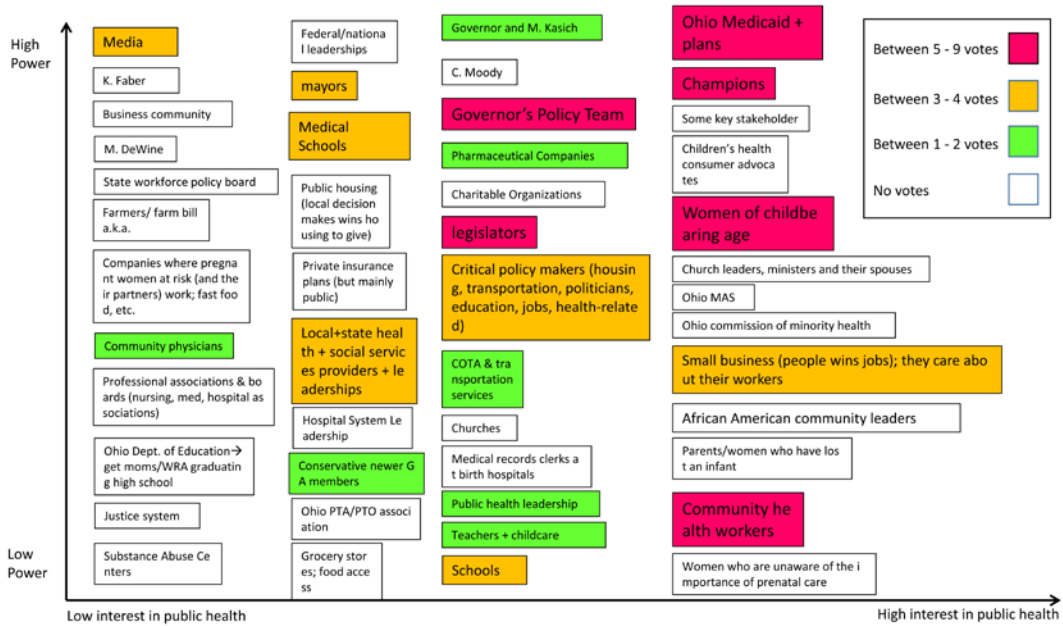 High
Power
Low
Power
Low interest in public health
High interest in public health
Media
K. Faber
Business community
M. DeWine
State workforce policy board
Farmers/ farm bill
a.k.a.
Companies where pregna
nt women at risk (and the
ir partners) work; fast foo
d, etc.
Community physicians
Professional associations & bo
ards (nursing, med, hospital as
sociations)
Ohio Dept. of Education→
get moms/WRA graduatin
g high school
Justice system
Substance Abuse Ce
nters
Federal/nationa
l leaderships
mayors
Medical
Schools
Public housing
(local decision
makes wins ho
using to give)
Private insurance
plans (but mainly
public)
Local+state heal
th + social servic
es providers + le
aderships
Hospital System Le
adership
Conservative newer G
A members
Ohio PTA/PTO associ
ation
Grocery stor
es; food acce
ss
Governor and M. Kasich
C. Moody
Governor's Policy Team
Pharmaceutical Companies
Charitable Organizations
legislators
Critical policy makers (housin
g, transportation, politicians,
education, jobs, health-relate
d)
COTA & tra
nsportation
services
Churches
Medical records clerks a
t birth hospitals
Public health leadership
Teachers + childcare
Schools
Ohio Medicaid +
plans
Champions
Some key stakeholder
Children's health
consumer advoca
tes
Women of childbe
aring age
Church leaders, ministers and their spouses
Ohio MAS
Ohio commission of minority health
Small business (people wins jobs); they care abo
ut their workers
African American community leaders
Parents/women who have los
t an infant
Community he
alth workers
Women who are unaware of the i
mportance of prenatal care
Between 5 - 9 votes
Between 3 - 4 votes
Between 1 - 2 votes
No votes